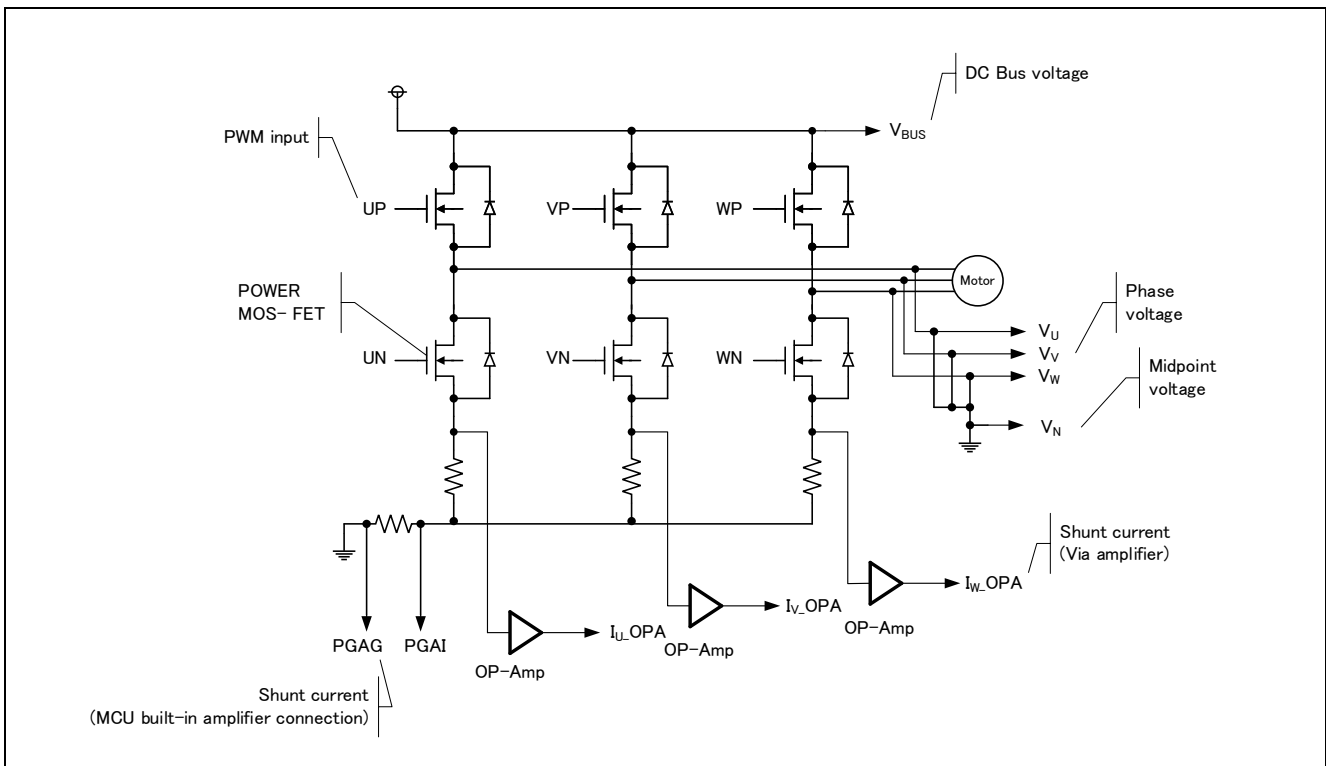 DC Bus voltage
V_BUS
PWM input
UP
VP
WP
Motor
POWER
MOS- FET
Phase
voltage
V_U
V_V
V_W
UN
VN
WN
Midpoint
voltage
V_N
Shunt current
(Via amplifier)
I_W_OPA
OP-Amp
I_V_OPA
OP-Amp
I_U_OPA
OP-Amp
PGAG
PGAI
Shunt current
(MCU built-in amplifier connection)